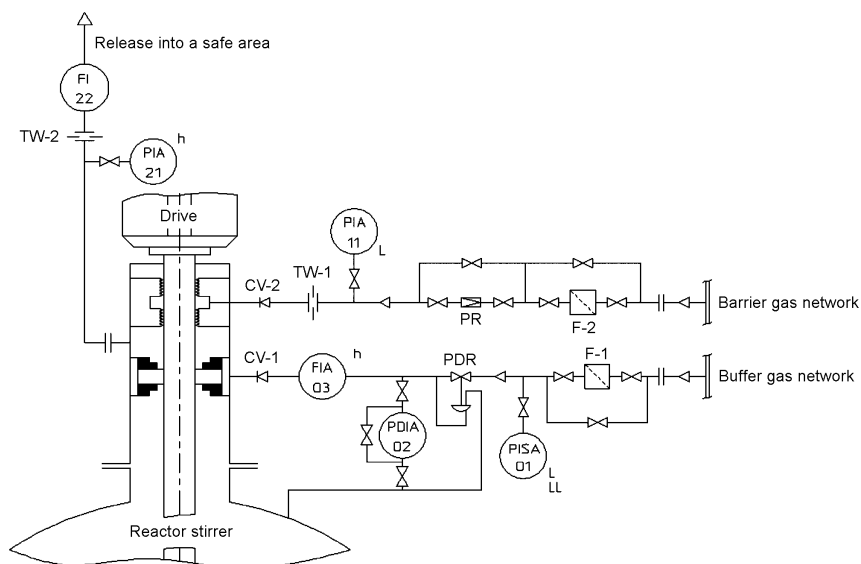 Release into a safe area
FI
22
TW-2
PIA
21
h
Drive
PIA
11
L
CV-2
TW-1
PR
F-2
Barrier gas network
CV-1
FIA
03
h
PDR
F-1
Buffer gas network
PDIA
02
PISA
01
L
LL
Reactor stirrer